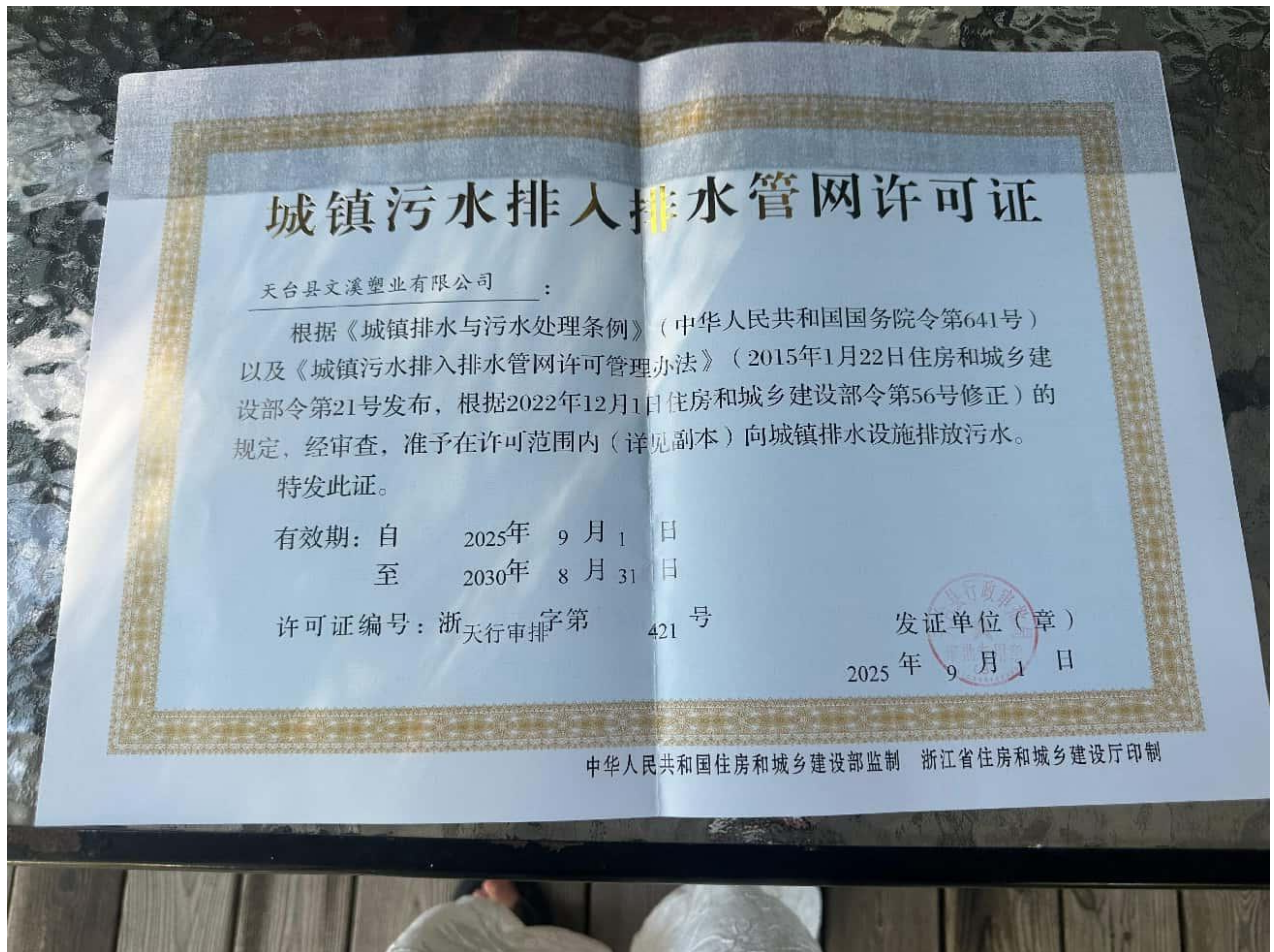 城镇污水排入排水管网许可证
天台县文溪塑业有限公司：
根据《城镇排水与污水处理条例》（中华人民共和国国务院令第641号）
以及《城镇污水排入排水管网许可管理办法》（2015年1月22日住房和城乡建
设部令第21号发布，根据2022年12月1日住房和城乡建设部令第56号修正）的
规定，经审查，准予在许可范围内（详见副本）向城镇排水设施排放污水。
特发此证。
有效期：自 2025年 9 月 1 日
至 2030年 8 月 31 日
许可证编号：浙天行审排字第 421 号
发证单位（章）
2025 年 9 月 1 日
中华人民共和国住房和城乡建设部监制 浙江省住房和城乡建设厅印制